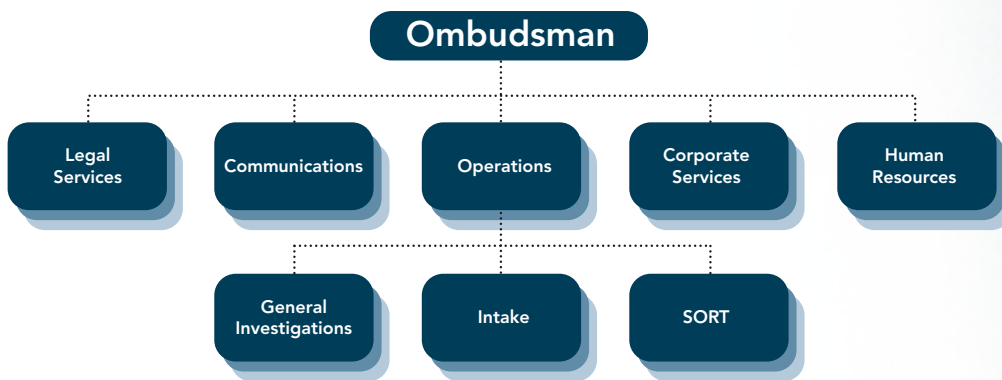 Ombudsman
Legal
Services
Communications
Operations
Corporate
Services
Human
Resources
General
Investigations
Intake
SORT